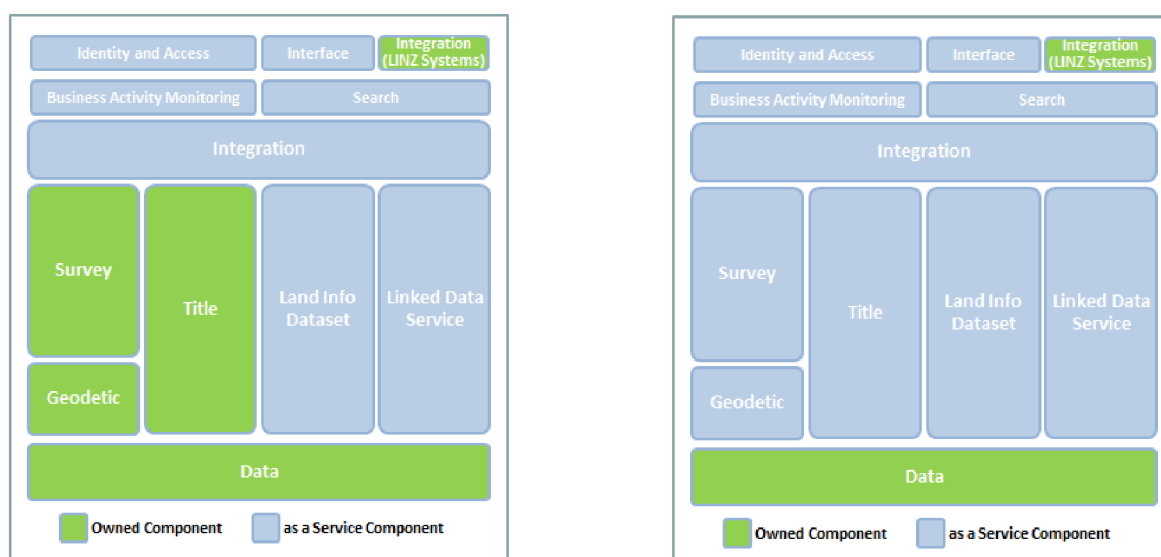 Identity and Access
Interface
Integration
(LINZ Systems)
Business Activity Monitoring
Search
Integration
Survey
Title
Land Info
Dataset
Linked Data
Service
Geodetic
Data
Owned Component
as a Service Component
Identity and Access
Interface
Integration
(LINZ Systems)
Business Activity Monitoring
Search
Integration
Survey
Title
Land Info
Dataset
Linked Data
Service
Geodetic
Data
Owned Component
as a Service Component